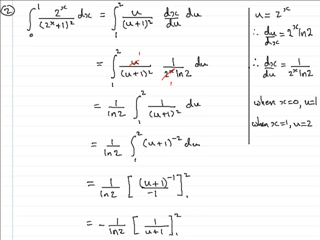 ② ∫₀¹ 2ˣ/(2ˣ+1)² dx = ∫₁² u/(u+1)² dx/du du
= ∫₁² u/(u+1)² 1/(2ˣ ln2) du
= 1/ln2 ∫₁² 1/(u+1)² du
= 1/ln2 ∫₁² (u+1)⁻² du
= 1/ln2 [ (u+1)⁻¹/-1 ]₁²
= - 1/ln2 [ 1/(u+1) ]₁²
u = 2ˣ
∴ du/dx = 2ˣ ln2
∴ dx/du = 1/(2ˣ ln2)
when x=0, u=1
when x=1, u=2